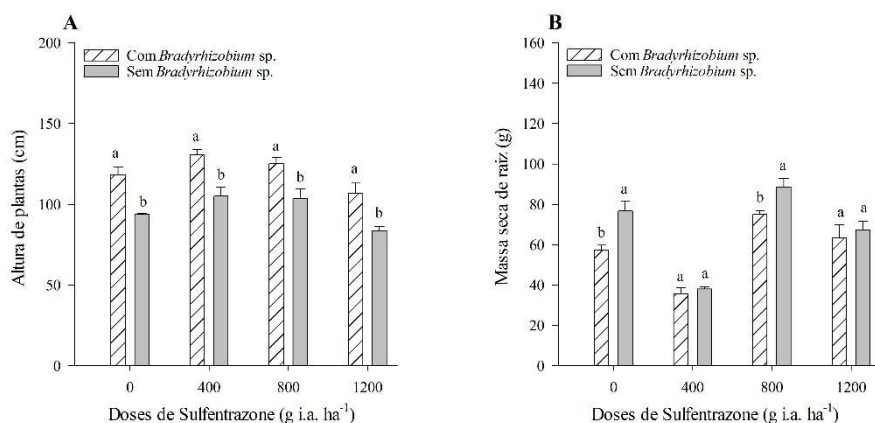 A
Com Bradyrhizobium sp.
Sem Bradyrhizobium sp.
Altura de plantas (cm)
200
150
100
50
0
a
b
a
b
a
b
a
b
0
400
800
1200
Doses de Sulfentrazone (g i.a. ha⁻¹)
B
Com Bradyrhizobium sp.
Sem Bradyrhizobium sp.
Massa seca de raiz (g)
160
140
120
100
80
60
40
20
0
b
a
a
a
b
a
a
a
0
400
800
1200
Doses de Sulfentrazone (g i.a. ha⁻¹)